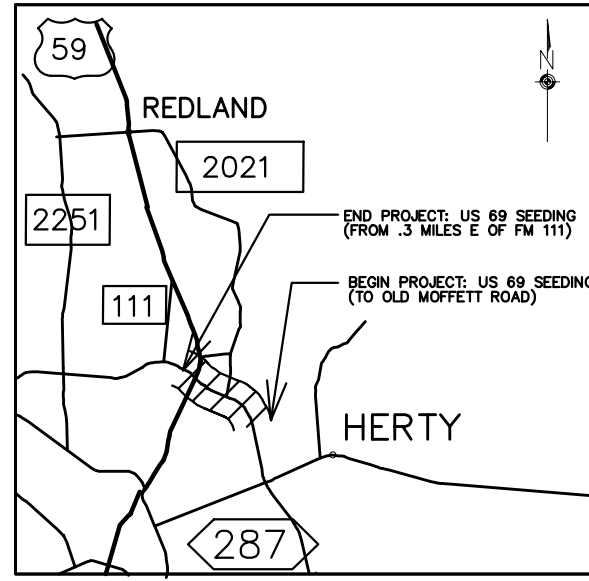 59
N
REDLAND
2021
2251
END PROJECT: US 69 SEEDING
(FROM .3 MILES E OF FM 111)
BEGIN PROJECT: US 69 SEEDING
(TO OLD MOFFETT ROAD)
111
HERTY
287